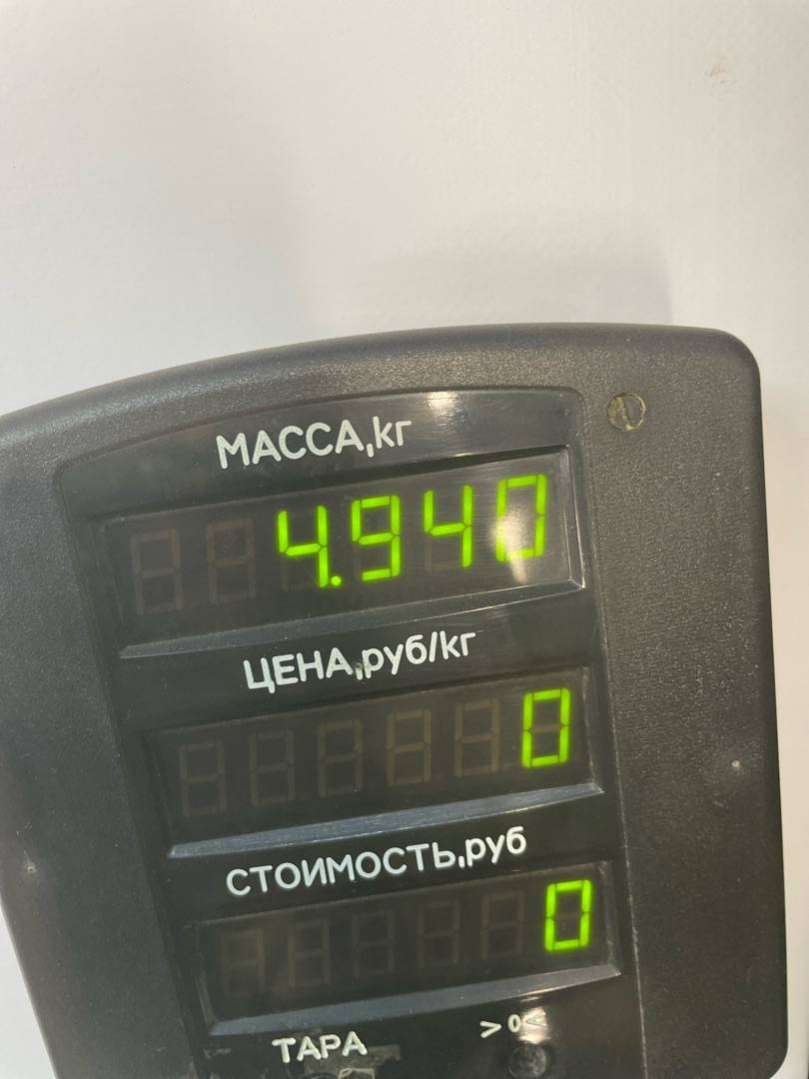 МАССА,кг
4.940
ЦЕНА,руб/кг
0
СТОИМОСТЬ,руб
0
ТАРА >0<